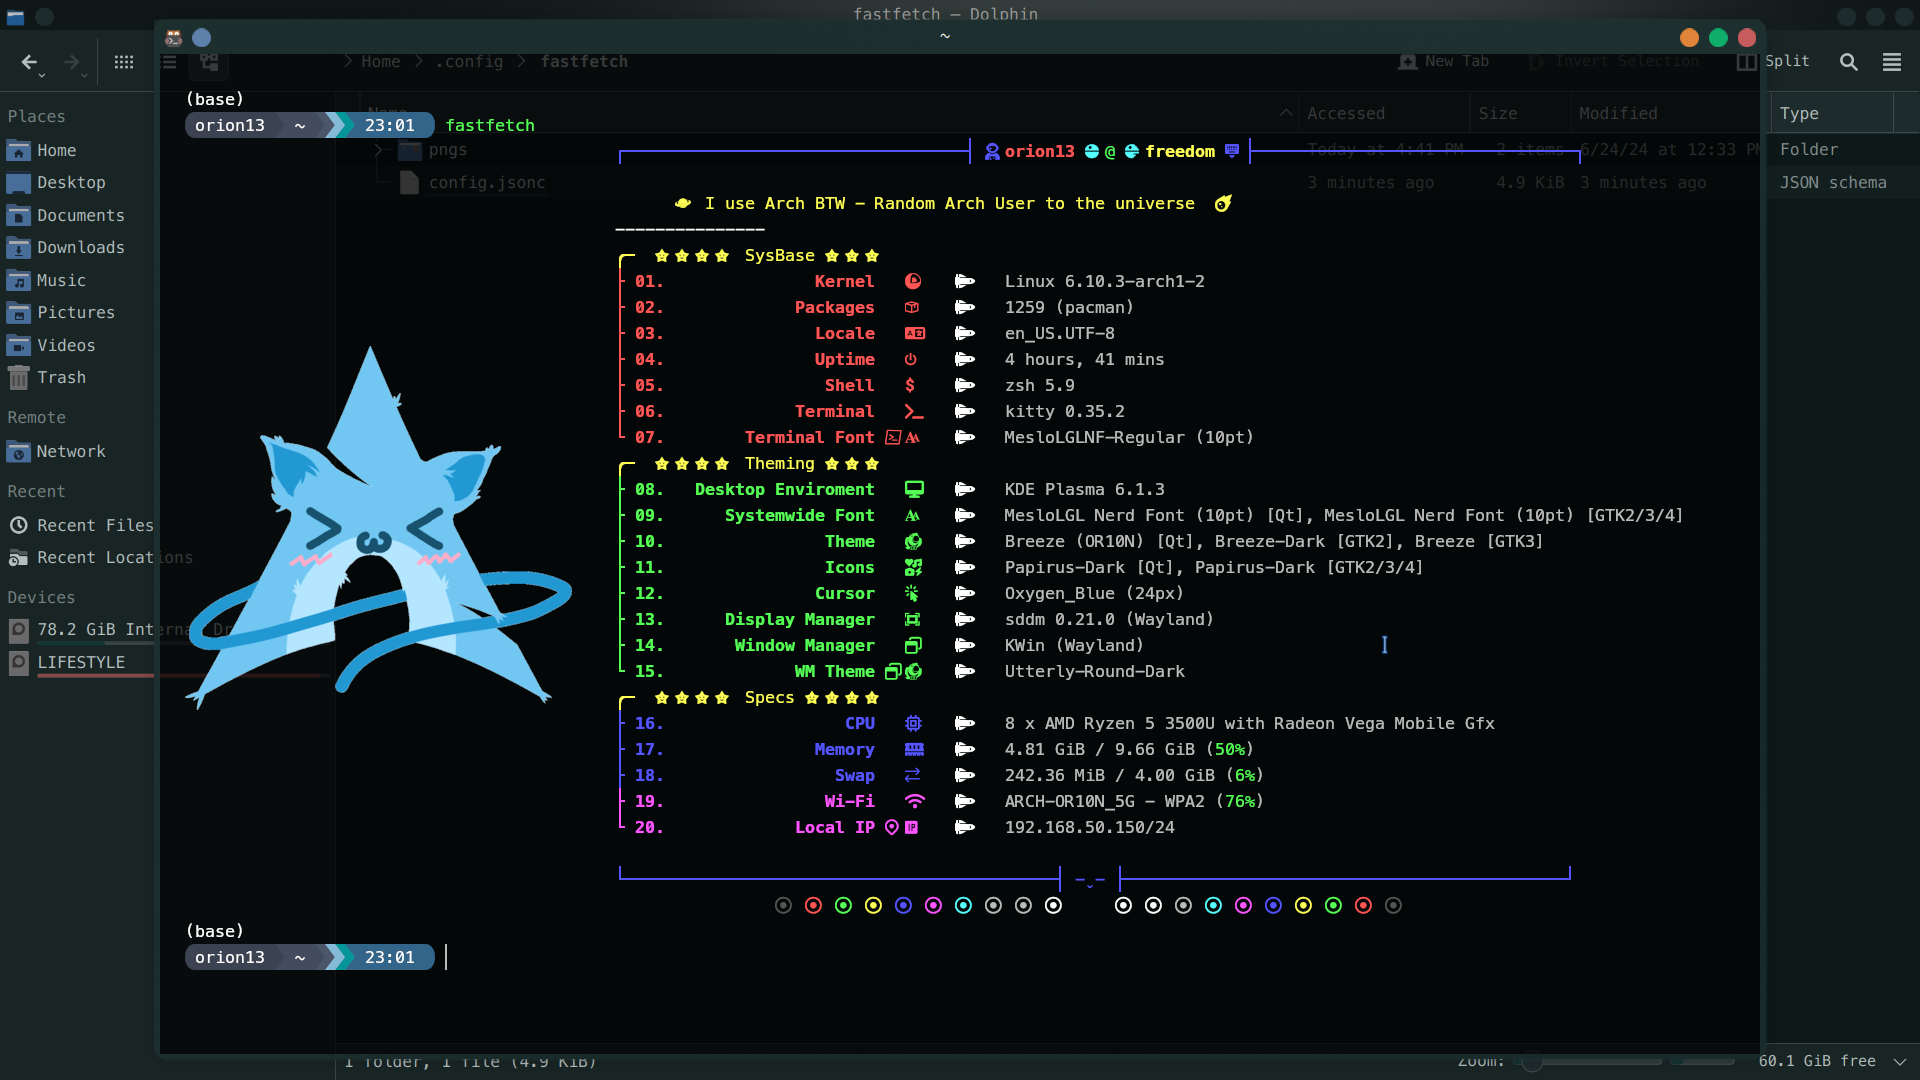 fastfetch — Dolphin
~
Home > .config > fastfetch
New Tab
Invert Selection
Split
Places
Home
Desktop
Documents
Downloads
Music
Pictures
Videos
Trash
Remote
Network
Recent
Recent Files
Recent Locations
Devices
78.2 GiB Internal Dr
LIFESTYLE
Name
Accessed
Size
Modified
Type
pngs
Today at 4:41 PM
2 items
6/24/24 at 12:33 PM
Folder
config.jsonc
3 minutes ago
4.9 KiB
3 minutes ago
JSON schema
(base)
orion13 ~ 23:01 fastfetch
orion13 @ freedom
I use Arch BTW - Random Arch User to the universe
---------------
SysBase
01. Kernel Linux 6.10.3-arch1-2
02. Packages 1259 (pacman)
03. Locale en_US.UTF-8
04. Uptime 4 hours, 41 mins
05. Shell $ zsh 5.9
06. Terminal kitty 0.35.2
07. Terminal Font MesloLGLNF-Regular (10pt)
Theming
08. Desktop Enviroment KDE Plasma 6.1.3
09. Systemwide Font MesloLGL Nerd Font (10pt) [Qt], MesloLGL Nerd Font (10pt) [GTK2/3/4]
10. Theme Breeze (OR10N) [Qt], Breeze-Dark [GTK2], Breeze [GTK3]
11. Icons Papirus-Dark [Qt], Papirus-Dark [GTK2/3/4]
12. Cursor Oxygen_Blue (24px)
13. Display Manager sddm 0.21.0 (Wayland)
14. Window Manager KWin (Wayland)
15. WM Theme Utterly-Round-Dark
Specs
16. CPU 8 x AMD Ryzen 5 3500U with Radeon Vega Mobile Gfx
17. Memory 4.81 GiB / 9.66 GiB (50%)
18. Swap 242.36 MiB / 4.00 GiB (6%)
19. Wi-Fi ARCH-OR10N_5G - WPA2 (76%)
20. Local IP IP 192.168.50.150/24
(base)
orion13 ~ 23:01
1 folder, 1 file (4.9 KiB)
Zoom:
60.1 GiB free